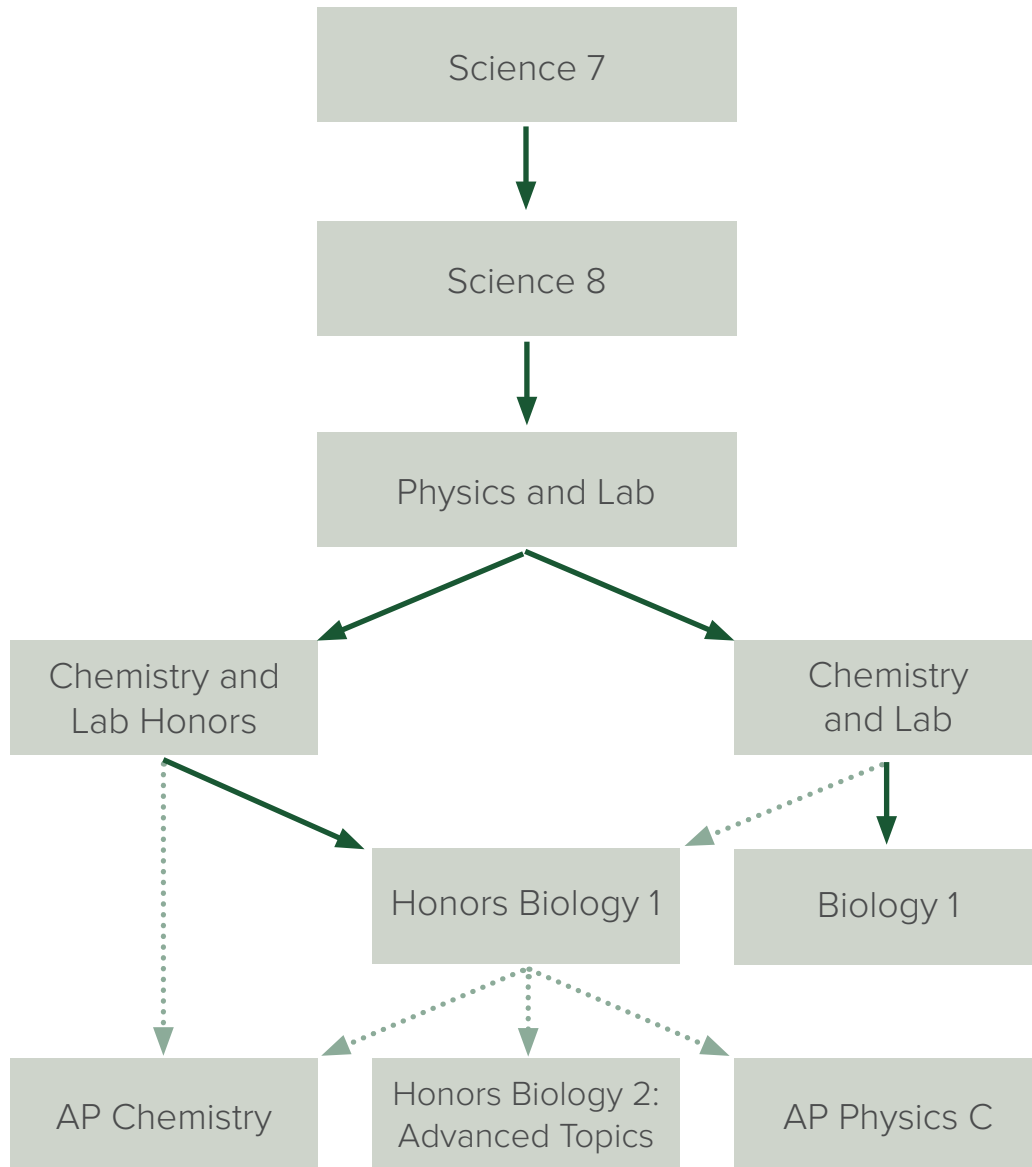 Science 7
Science 8
Physics and Lab
Chemistry and
Lab Honors
Chemistry
and Lab
Honors Biology 1
Biology 1
AP Chemistry
Honors Biology 2:
Advanced Topics
AP Physics C